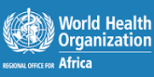 World Health
Organization
REGIONAL OFFICE FOR Africa